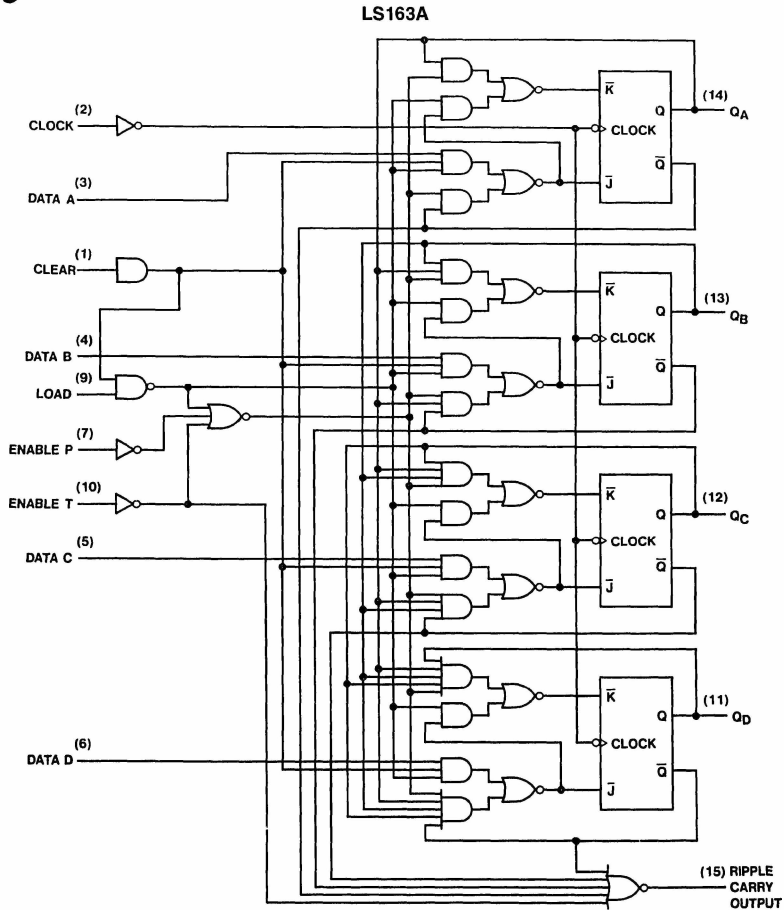 LS163A
(2)
CLOCK
(3)
DATA A
(1)
CLEAR
(4)
DATA B
(9)
LOAD
(7)
ENABLE P
(10)
ENABLE T
(5)
DATA C
(6)
DATA D
K̅
Q
(14)
QA
CLOCK
Q̅
J̅
K̅
Q
(13)
QB
CLOCK
Q̅
J̅
K̅
Q
(12)
QC
CLOCK
Q̅
J̅
K̅
Q
(11)
QD
CLOCK
Q̅
J̅
(15) RIPPLE
CARRY
OUTPUT